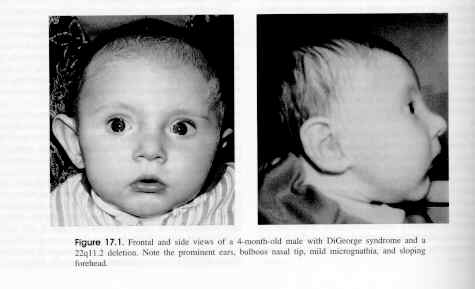 Figure 17.1. Frontal and side views of a 4-month-old male with DiGeorge syndrome and a
22q11.2 deletion. Note the prominent ears, bulbous nasal tip, mild micrognathia, and sloping
forehead.